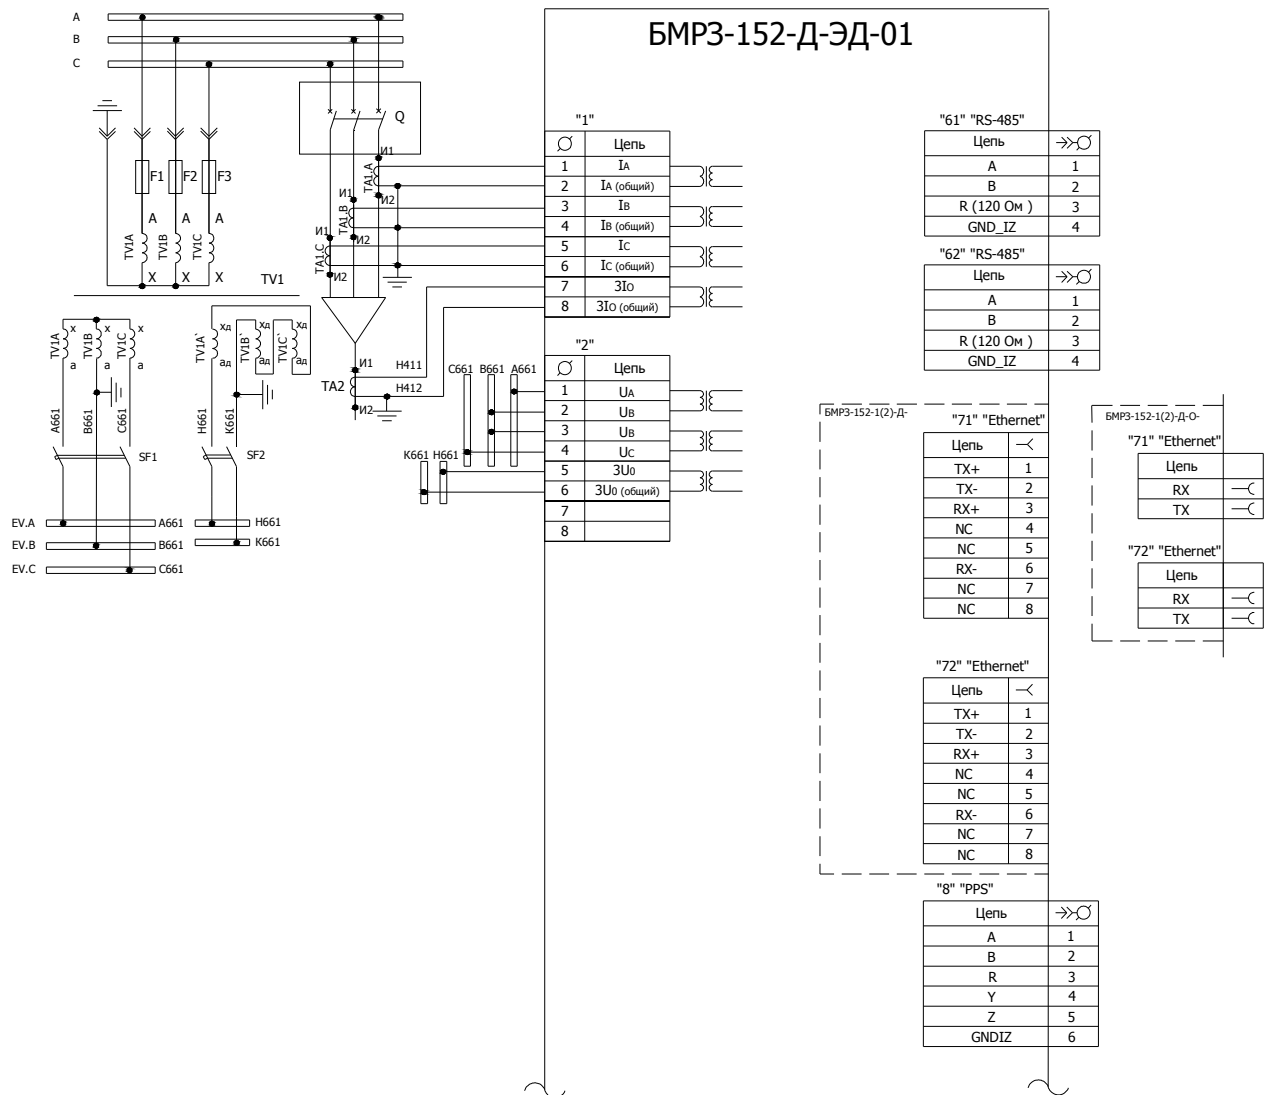 БМРЗ-152-Д-ЭД-01
A
B
C
Q
F1
F2
F3
A
A
A
TV1A
TV1B
TV1C
X
X
X
TV1
И1
TA1.A
И2
И1
TA1.B
И2
И1
TA1.C
И2
И1
TA2
И2
H411
H412
TV1A
x
a
TV1B
x
a
TV1C
x
a
TV1A`
xд
aд
TV1B`
xд
aд
TV1C`
xд
aд
A661
B661
C661
H661
K661
SF1
SF2
EV.A
A661
EV.B
B661
EV.C
C661
H661
K661
"1"
Цепь
1 IA
2 IA (общий)
3 IB
4 IB (общий)
5 IC
6 IC (общий)
7 3IO
8 3IO (общий)
"2"
C661 B661 A661
K661 H661
Цепь
1 UA
2 UB
3 UB
4 UC
5 3U0
6 3U0 (общий)
7
8
"61" "RS-485"
Цепь
A 1
B 2
R (120 Ом ) 3
GND_IZ 4
"62" "RS-485"
Цепь
A 1
B 2
R (120 Ом ) 3
GND_IZ 4
БМРЗ-152-1(2)-Д-
"71" "Ethernet"
Цепь
TX+ 1
TX- 2
RX+ 3
NC 4
NC 5
RX- 6
NC 7
NC 8
"72" "Ethernet"
Цепь
TX+ 1
TX- 2
RX+ 3
NC 4
NC 5
RX- 6
NC 7
NC 8
БМРЗ-152-1(2)-Д-О-
"71" "Ethernet"
Цепь
RX
TX
"72" "Ethernet"
Цепь
RX
TX
"8" "PPS"
Цепь
A 1
B 2
R 3
Y 4
Z 5
GNDIZ 6